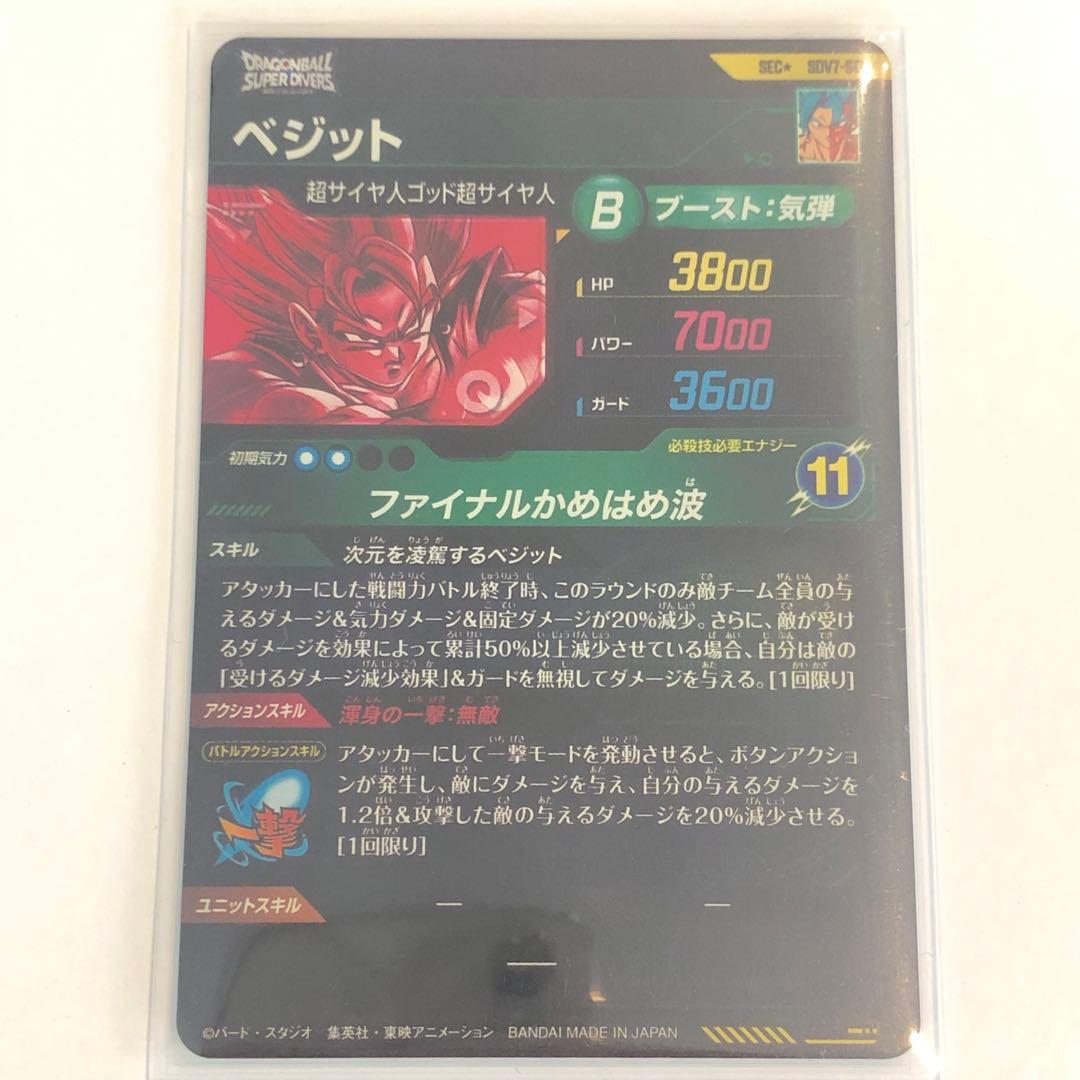 DRAGONBALL
SUPER DIVERS
SEC★ SDV7-
ベジット
超サイヤ人ゴッド超サイヤ人
B ブースト:気弾
HP 3800
パワー 7000
ガード 3600
初期気力
必殺技必要エナジー
11
ファイナルかめはめ波
スキル 次元を凌駕するベジット
アタッカーにした戦闘力バトル終了時、このラウンドのみ敵チーム全員の与
えるダメージ&気力ダメージ&固定ダメージが20%減少。さらに、敵が受け
るダメージを効果によって累計50%以上減少させている場合、自分は敵の
「受けるダメージ減少効果」&ガードを無視してダメージを与える。[1回限り]
アクションスキル 渾身の一撃:無敵
バトルアクションスキル
一撃
アタッカーにして一撃モードを発動させると、ボタンアクショ
ンが発生し、敵にダメージを与え、自分の与えるダメージを
1.2倍&攻撃した敵の与えるダメージを20%減少させる。
[1回限り]
ユニットスキル — —
—
©バード・スタジオ 集英社・東映アニメーション BANDAI MADE IN JAPAN